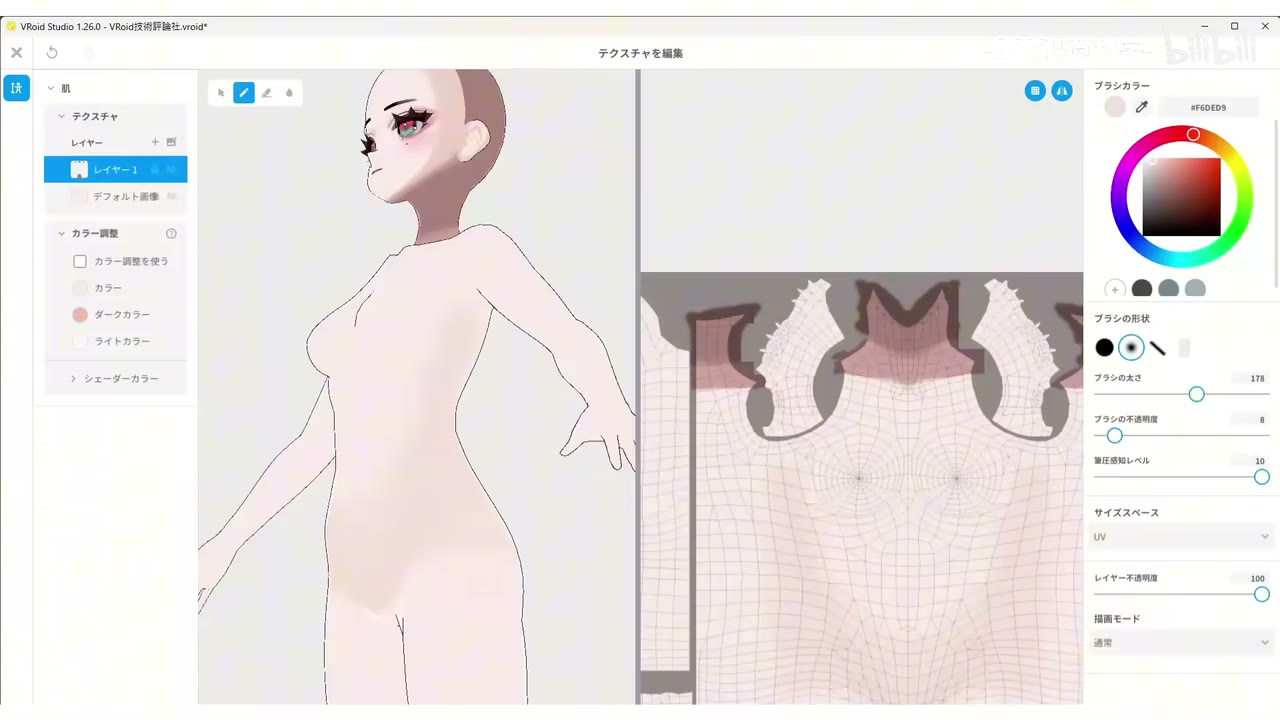 VRoid Studio 1.26.0 - VRoid技術評論社.vroid*
テクスチャを編集
bilibili
肌
テクスチャ
レイヤー
レイヤー 1
デフォルト画像
カラー調整
カラー調整を使う
カラー
ダークカラー
ライトカラー
シェーダーカラー
ブラシカラー
#F6DED9
ブラシの形状
ブラシの太さ
178
ブラシの不透明度
8
筆圧感知レベル
10
サイズスペース
UV
レイヤー不透明度
100
描画モード
通常